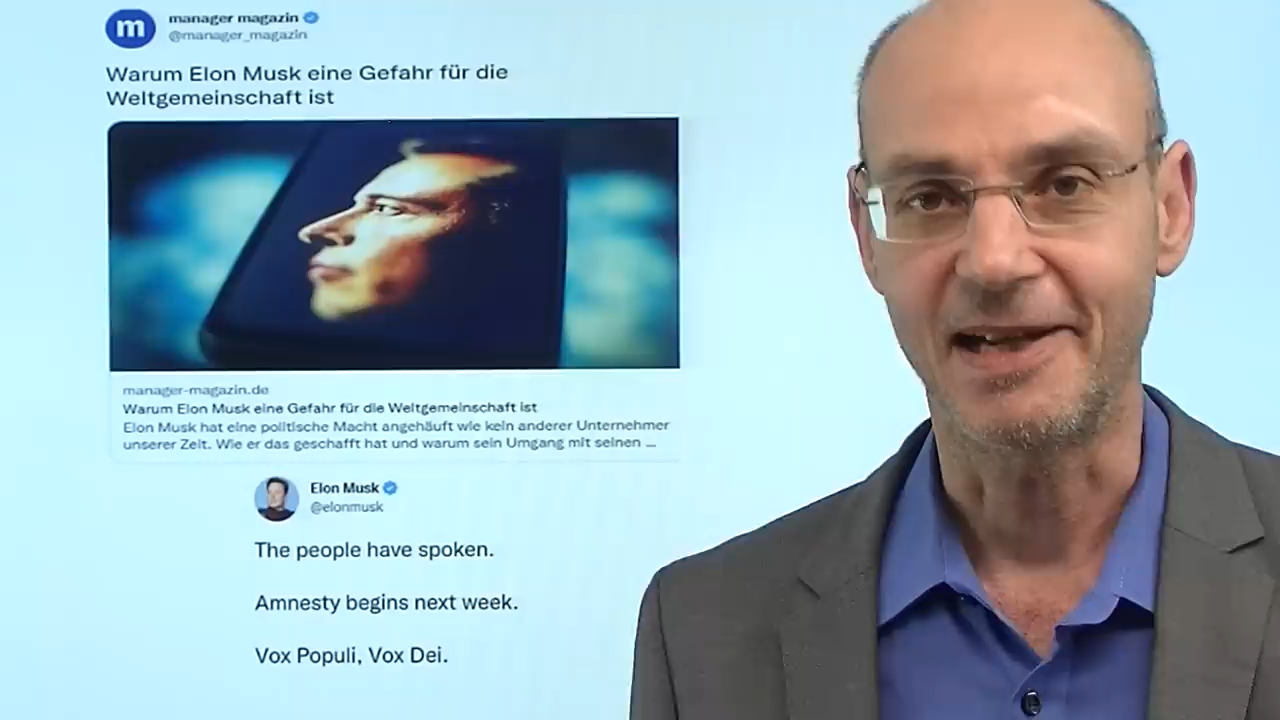 m
manager magazin
@manager_magazin
Warum Elon Musk eine Gefahr für die
Weltgemeinschaft ist
manager-magazin.de
Warum Elon Musk eine Gefahr für die Weltgemeinschaft ist
Elon Musk hat eine politische Macht angehäuft wie kein anderer Unternehmer
unserer Zeit. Wie er das geschafft hat und warum sein Umgang mit seinen ...
Elon Musk
@elonmusk
The people have spoken.
Amnesty begins next week.
Vox Populi, Vox Dei.